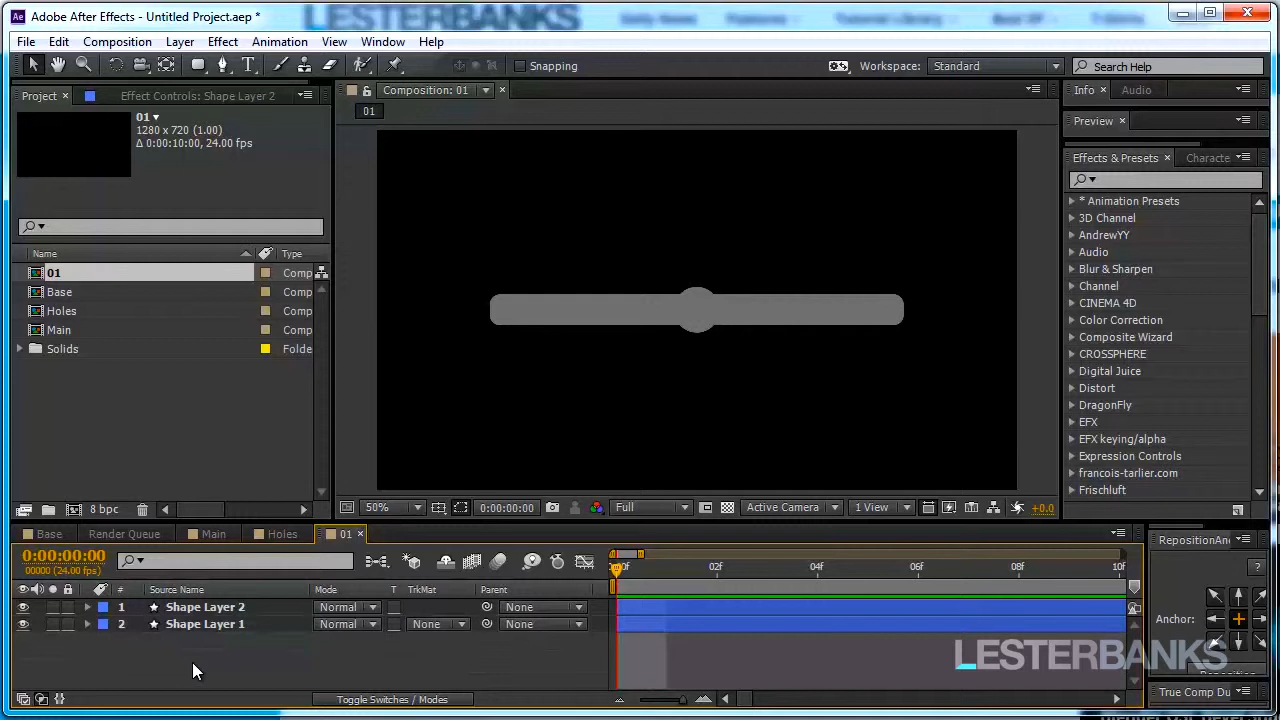 LESTERBANKS
Adobe After Effects - Untitled Project.aep *
File Edit Composition Layer Effect Animation View Window Help
Snapping
Workspace: Standard
Search Help
Project × Effect Controls: Shape Layer 2
Composition: 01
Info × Audio
01
01▼
1280 x 720 (1.00)
Δ 0:00:10:00, 24.00 fps
Preview ×
Effects & Presets × Characte
* Animation Presets
3D Channel
AndrewYY
Audio
Blur & Sharpen
Channel
CINEMA 4D
Color Correction
Composite Wizard
CROSSPHERE
Digital Juice
Distort
DragonFly
EFX
EFX keying/alpha
Expression Controls
francois-tarlier.com
Frischluft
Name Type
01 Comp
Base Comp
Holes Comp
Main Comp
Solids Folde
8 bpc
50% 0:00:00:00 Full Active Camera 1 View +0.0
Base Render Queue Main Holes 01 ×
0:00:00:00
00000 (24.00 fps)
00f 02f 04f 06f 08f 10f
# Source Name Mode T TrkMat Parent
1 Shape Layer 2 Normal None
2 Shape Layer 1 Normal None None
Toggle Switches / Modes
RepositionAn
?
Anchor:
True Comp Du
LESTERBANKS